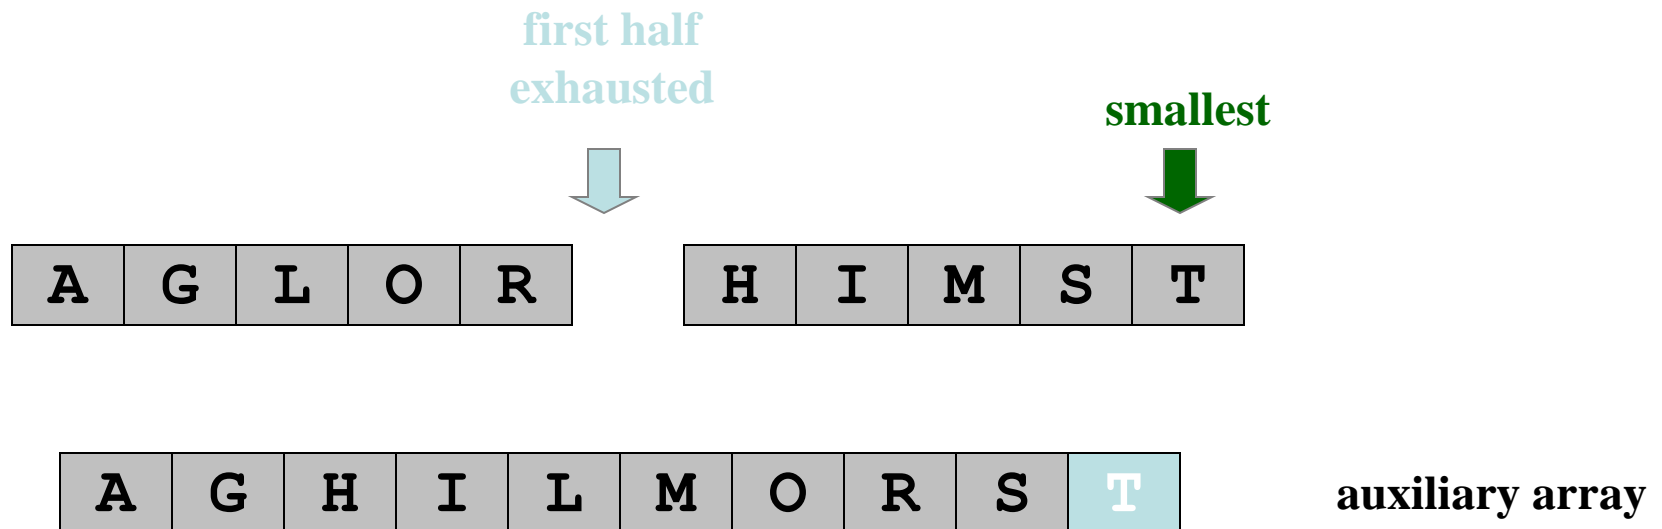 first half
exhausted
smallest
A G L O R H I M S T
A G H I L M O R S T auxiliary array